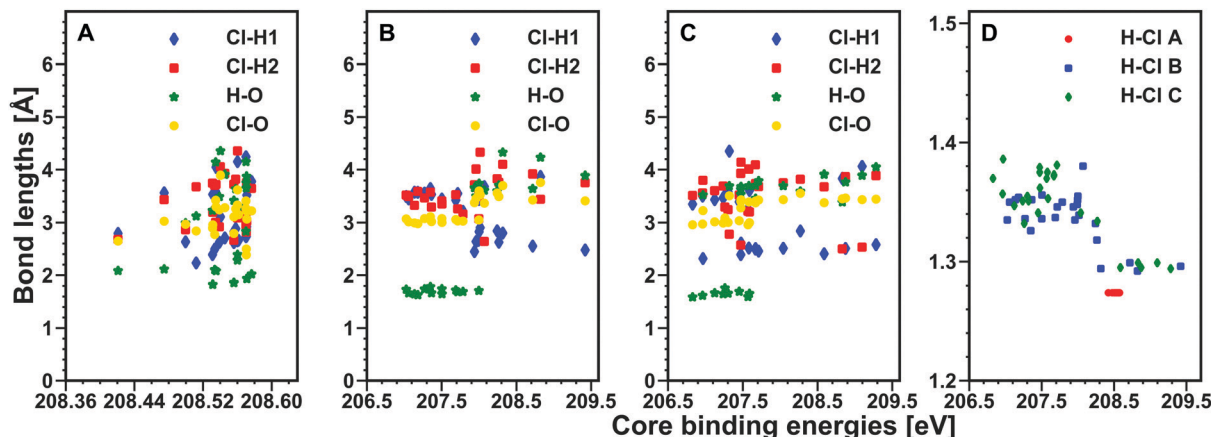 A
Cl-H1
Cl-H2
H-O
Cl-O
B
Cl-H1
Cl-H2
H-O
Cl-O
C
Cl-H1
Cl-H2
H-O
Cl-O
D
H-Cl A
H-Cl B
H-Cl C
Bond lengths [Å]
6
5
4
3
2
1
0
6
5
4
3
2
1
0
6
5
4
3
2
1
0
1.5
1.4
1.3
1.2
208.36 208.44 208.52 208.60
206.5 207.5 208.5 209.5
206.5 207.5 208.5 209.5
206.5 207.5 208.5 209.5
Core binding energies [eV]